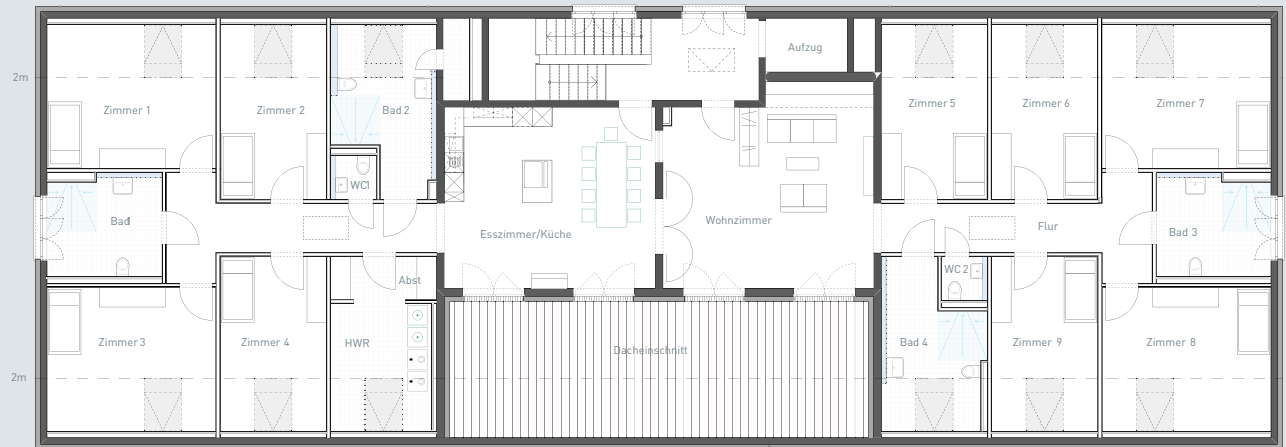 Aufzug
2m
Zimmer 1
Zimmer 2
Bad 2
Zimmer 5
Zimmer 6
Zimmer 7
WC1
Bad1
Esszimmer/Küche
Wohnzimmer
Flur
Bad 3
Abst
WC 2
Zimmer 3
Zimmer 4
HWR
Dacheinschnitt
Bad 4
Zimmer 9
Zimmer 8
2m